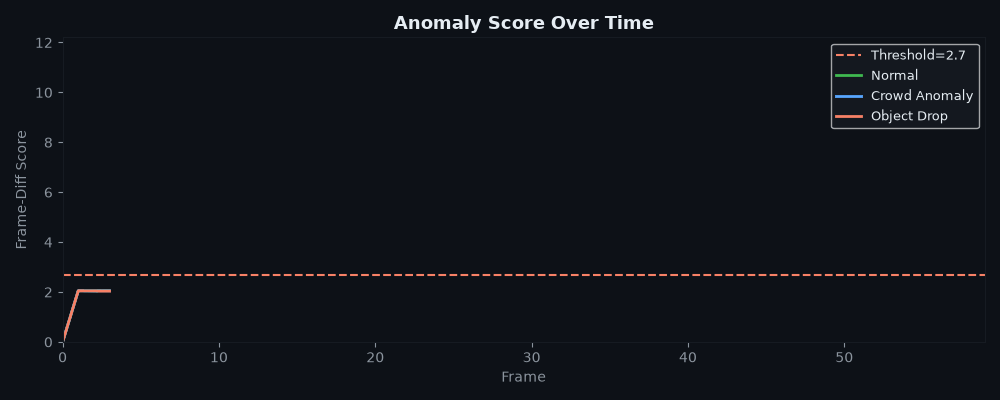 Anomaly Score Over Time
12
10
8
6
4
2
0
Frame-Diff Score
Threshold=2.7
Normal
Crowd Anomaly
Object Drop
0 10 20 30 40 50
Frame